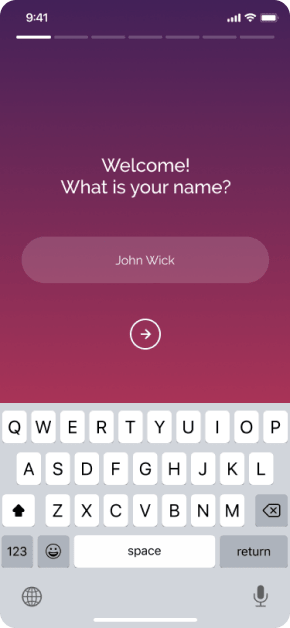 9:41
Welcome!
What is your name?
John Wick
Q W E R T Y U I O P
A S D F G H J K L
Z X C V B N M
123 space return